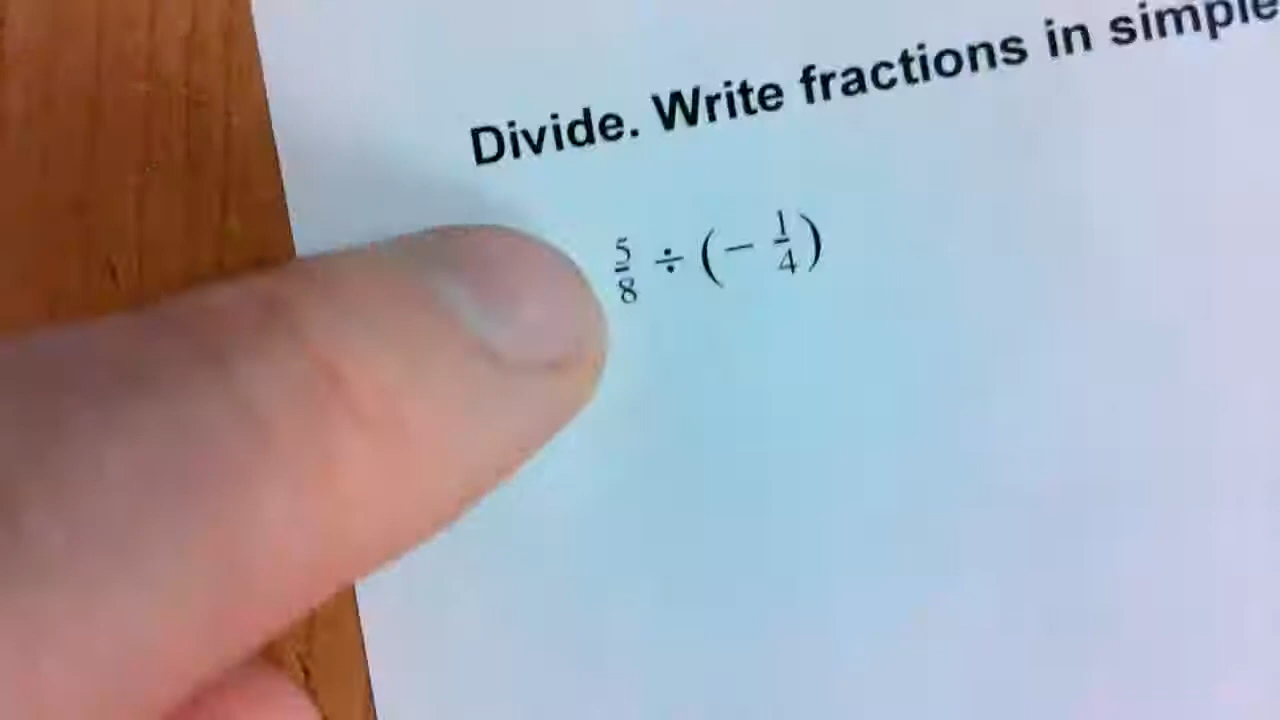 Divide. Write fractions in simple
5/8 ÷ (− 1/4)